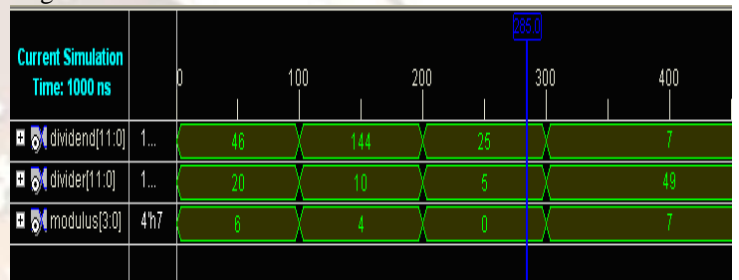 285.0
Current Simulation
Time: 1000 ns
0 100 200 300 400
dividend[11:0] 1... 46 144 25 7
divider[11:0] 1... 20 10 5 49
modulus[3:0] 4'h7 6 4 0 7